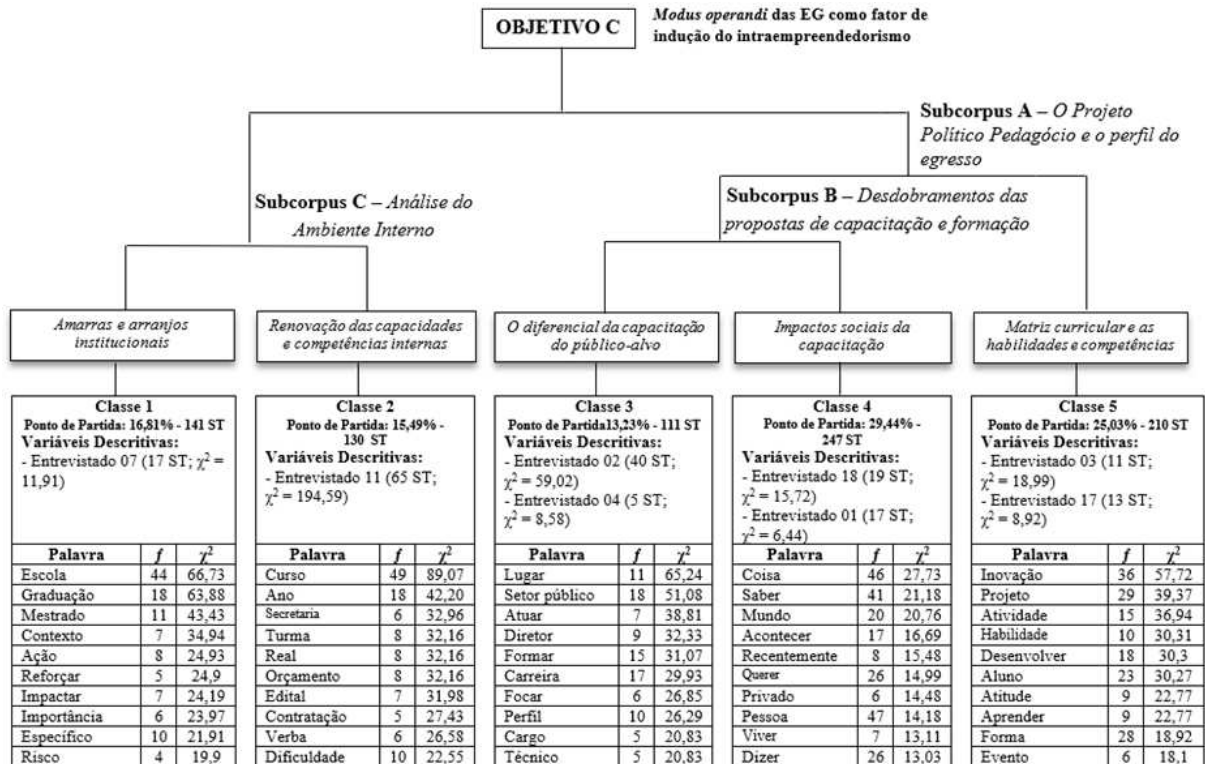 OBJETIVO C
Modus operandi das EG como fator de
indução do intraempreendedorismo
Subcorpus A – O Projeto
Político Pedagócio e o perfil do
egresso
Subcorpus C – Análise do
Ambiente Interno
Subcorpus B – Desdobramentos das
propostas de capacitação e formação
Amarras e arranjos
institucionais
Renovação das capacidades
e competências internas
O diferencial da capacitação
do público-alvo
Impactos sociais da
capacitação
Matriz curricular e as
habilidades e competências
Classe 1
Ponto de Partida: 16,81% - 141 ST
Variáveis Descritivas:
- Entrevistado 07 (17 ST; χ² =
11,91)
Palavra f χ²
Escola 44 66,73
Graduação 18 63,88
Mestrado 11 43,43
Contexto 7 34,94
Ação 8 24,93
Reforçar 5 24,9
Impactar 7 24,19
Importância 6 23,97
Específico 10 21,91
Risco 4 19,9
Classe 2
Ponto de Partida: 15,49% -
130 ST
Variáveis Descritivas:
- Entrevistado 11 (65 ST;
χ² = 194,59)
Palavra f χ²
Curso 49 89,07
Ano 18 42,20
Secretaria 6 32,96
Turma 8 32,16
Real 8 32,16
Orçamento 8 32,16
Edital 7 31,98
Contratação 5 27,43
Verba 6 26,58
Dificuldade 10 22,55
Classe 3
Ponto de Partida13,23% - 111 ST
Variáveis Descritivas:
- Entrevistado 02 (40 ST;
χ² = 59,02)
- Entrevistado 04 (5 ST;
χ² = 8,58)
Palavra f χ²
Lugar 11 65,24
Setor público 18 51,08
Atuar 7 38,81
Diretor 9 32,33
Formar 15 31,07
Carreira 17 29,93
Focar 6 26,85
Perfil 10 26,29
Cargo 5 20,83
Técnico 5 20,83
Classe 4
Ponto de Partida: 29,44% -
247 ST
Variáveis Descritivas:
- Entrevistado 18 (19 ST;
χ² = 15,72)
- Entrevistado 01 (17 ST;
χ² = 6,44)
Palavra f χ²
Coisa 46 27,73
Saber 41 21,18
Mundo 20 20,76
Acontecer 17 16,69
Recentemente 8 15,48
Querer 26 14,99
Privado 6 14,48
Pessoa 47 14,18
Viver 7 13,11
Dizer 26 13,03
Classe 5
Ponto de Partida: 25,03% - 210 ST
Variáveis Descritivas:
- Entrevistado 03 (11 ST;
χ² = 18,99)
- Entrevistado 17 (13 ST;
χ² = 8,92)
Palavra f χ²
Inovação 36 57,72
Projeto 29 39,37
Atividade 15 36,94
Habilidade 10 30,31
Desenvolver 18 30,3
Aluno 23 30,27
Atitude 9 22,77
Aprender 9 22,77
Forma 28 18,92
Evento 6 18,1